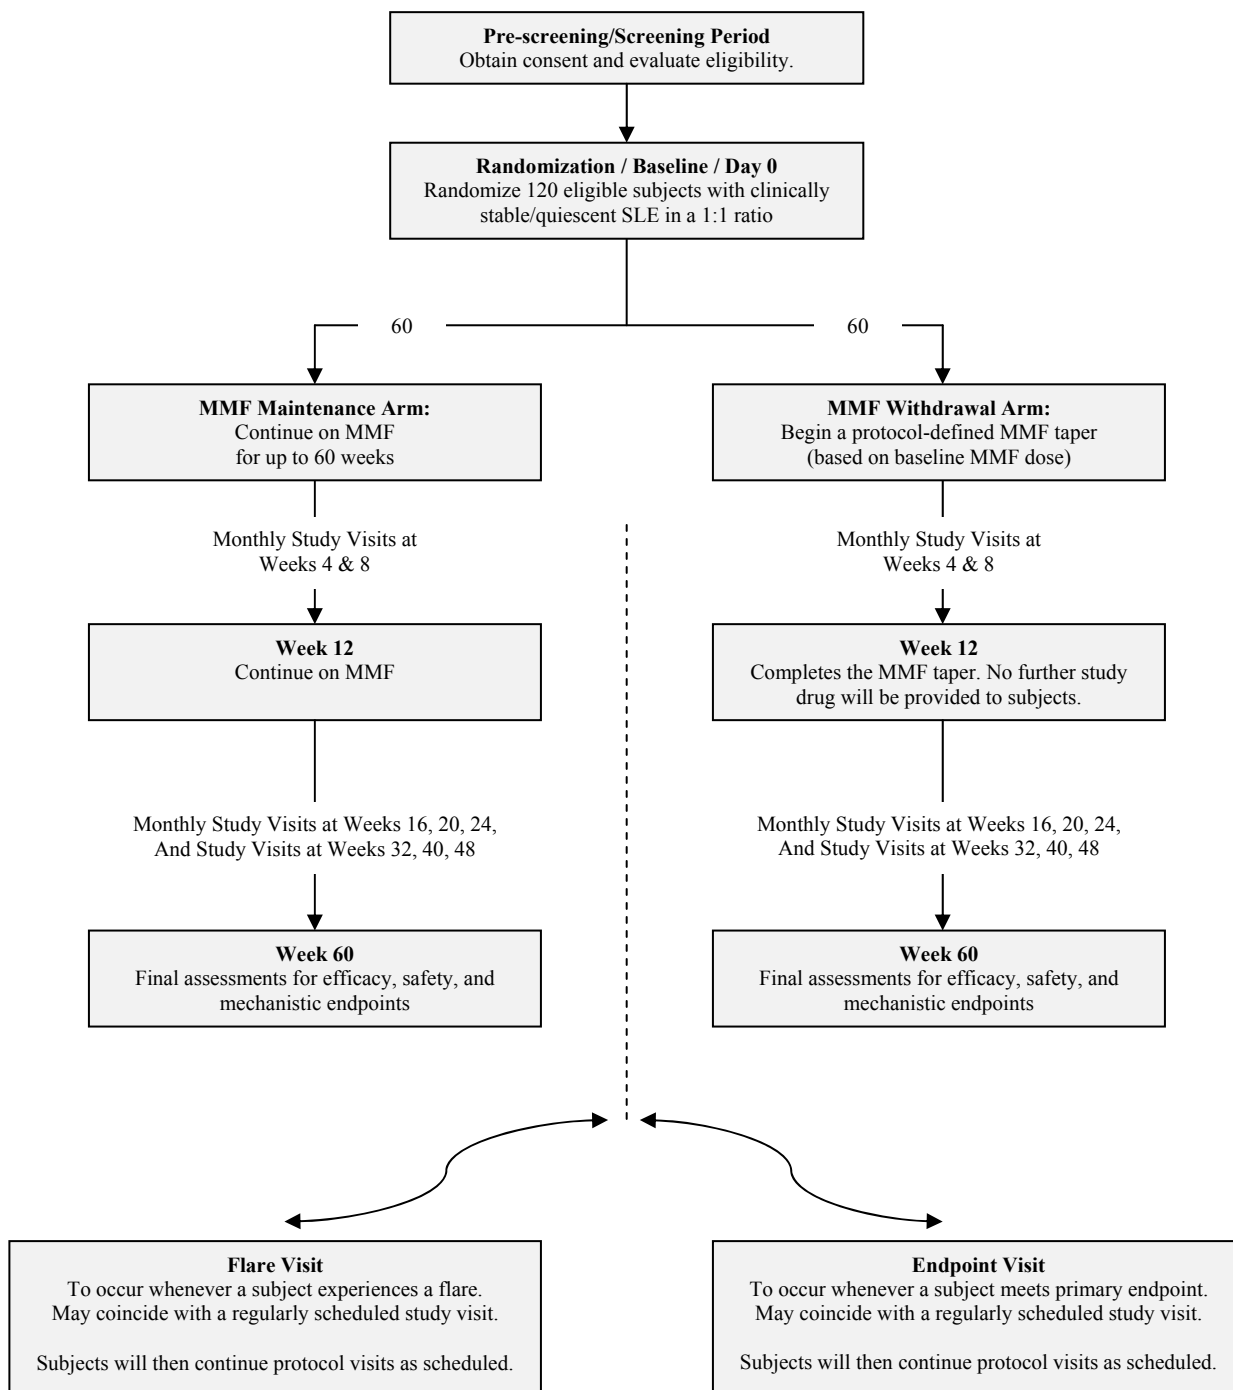 Pre-screening/Screening Period
Obtain consent and evaluate eligibility.
Randomization / Baseline / Day 0
Randomize 120 eligible subjects with clinically
stable/quiescent SLE in a 1:1 ratio
60
60
MMF Maintenance Arm:
Continue on MMF
for up to 60 weeks
MMF Withdrawal Arm:
Begin a protocol-defined MMF taper
(based on baseline MMF dose)
Monthly Study Visits at
Weeks 4 & 8
Monthly Study Visits at
Weeks 4 & 8
Week 12
Continue on MMF
Week 12
Completes the MMF taper. No further study
drug will be provided to subjects.
Monthly Study Visits at Weeks 16, 20, 24,
And Study Visits at Weeks 32, 40, 48
Monthly Study Visits at Weeks 16, 20, 24,
And Study Visits at Weeks 32, 40, 48
Week 60
Final assessments for efficacy, safety, and
mechanistic endpoints
Week 60
Final assessments for efficacy, safety, and
mechanistic endpoints
Flare Visit
To occur whenever a subject experiences a flare.
May coincide with a regularly scheduled study visit.
Subjects will then continue protocol visits as scheduled.
Endpoint Visit
To occur whenever a subject meets primary endpoint.
May coincide with a regularly scheduled study visit.
Subjects will then continue protocol visits as scheduled.